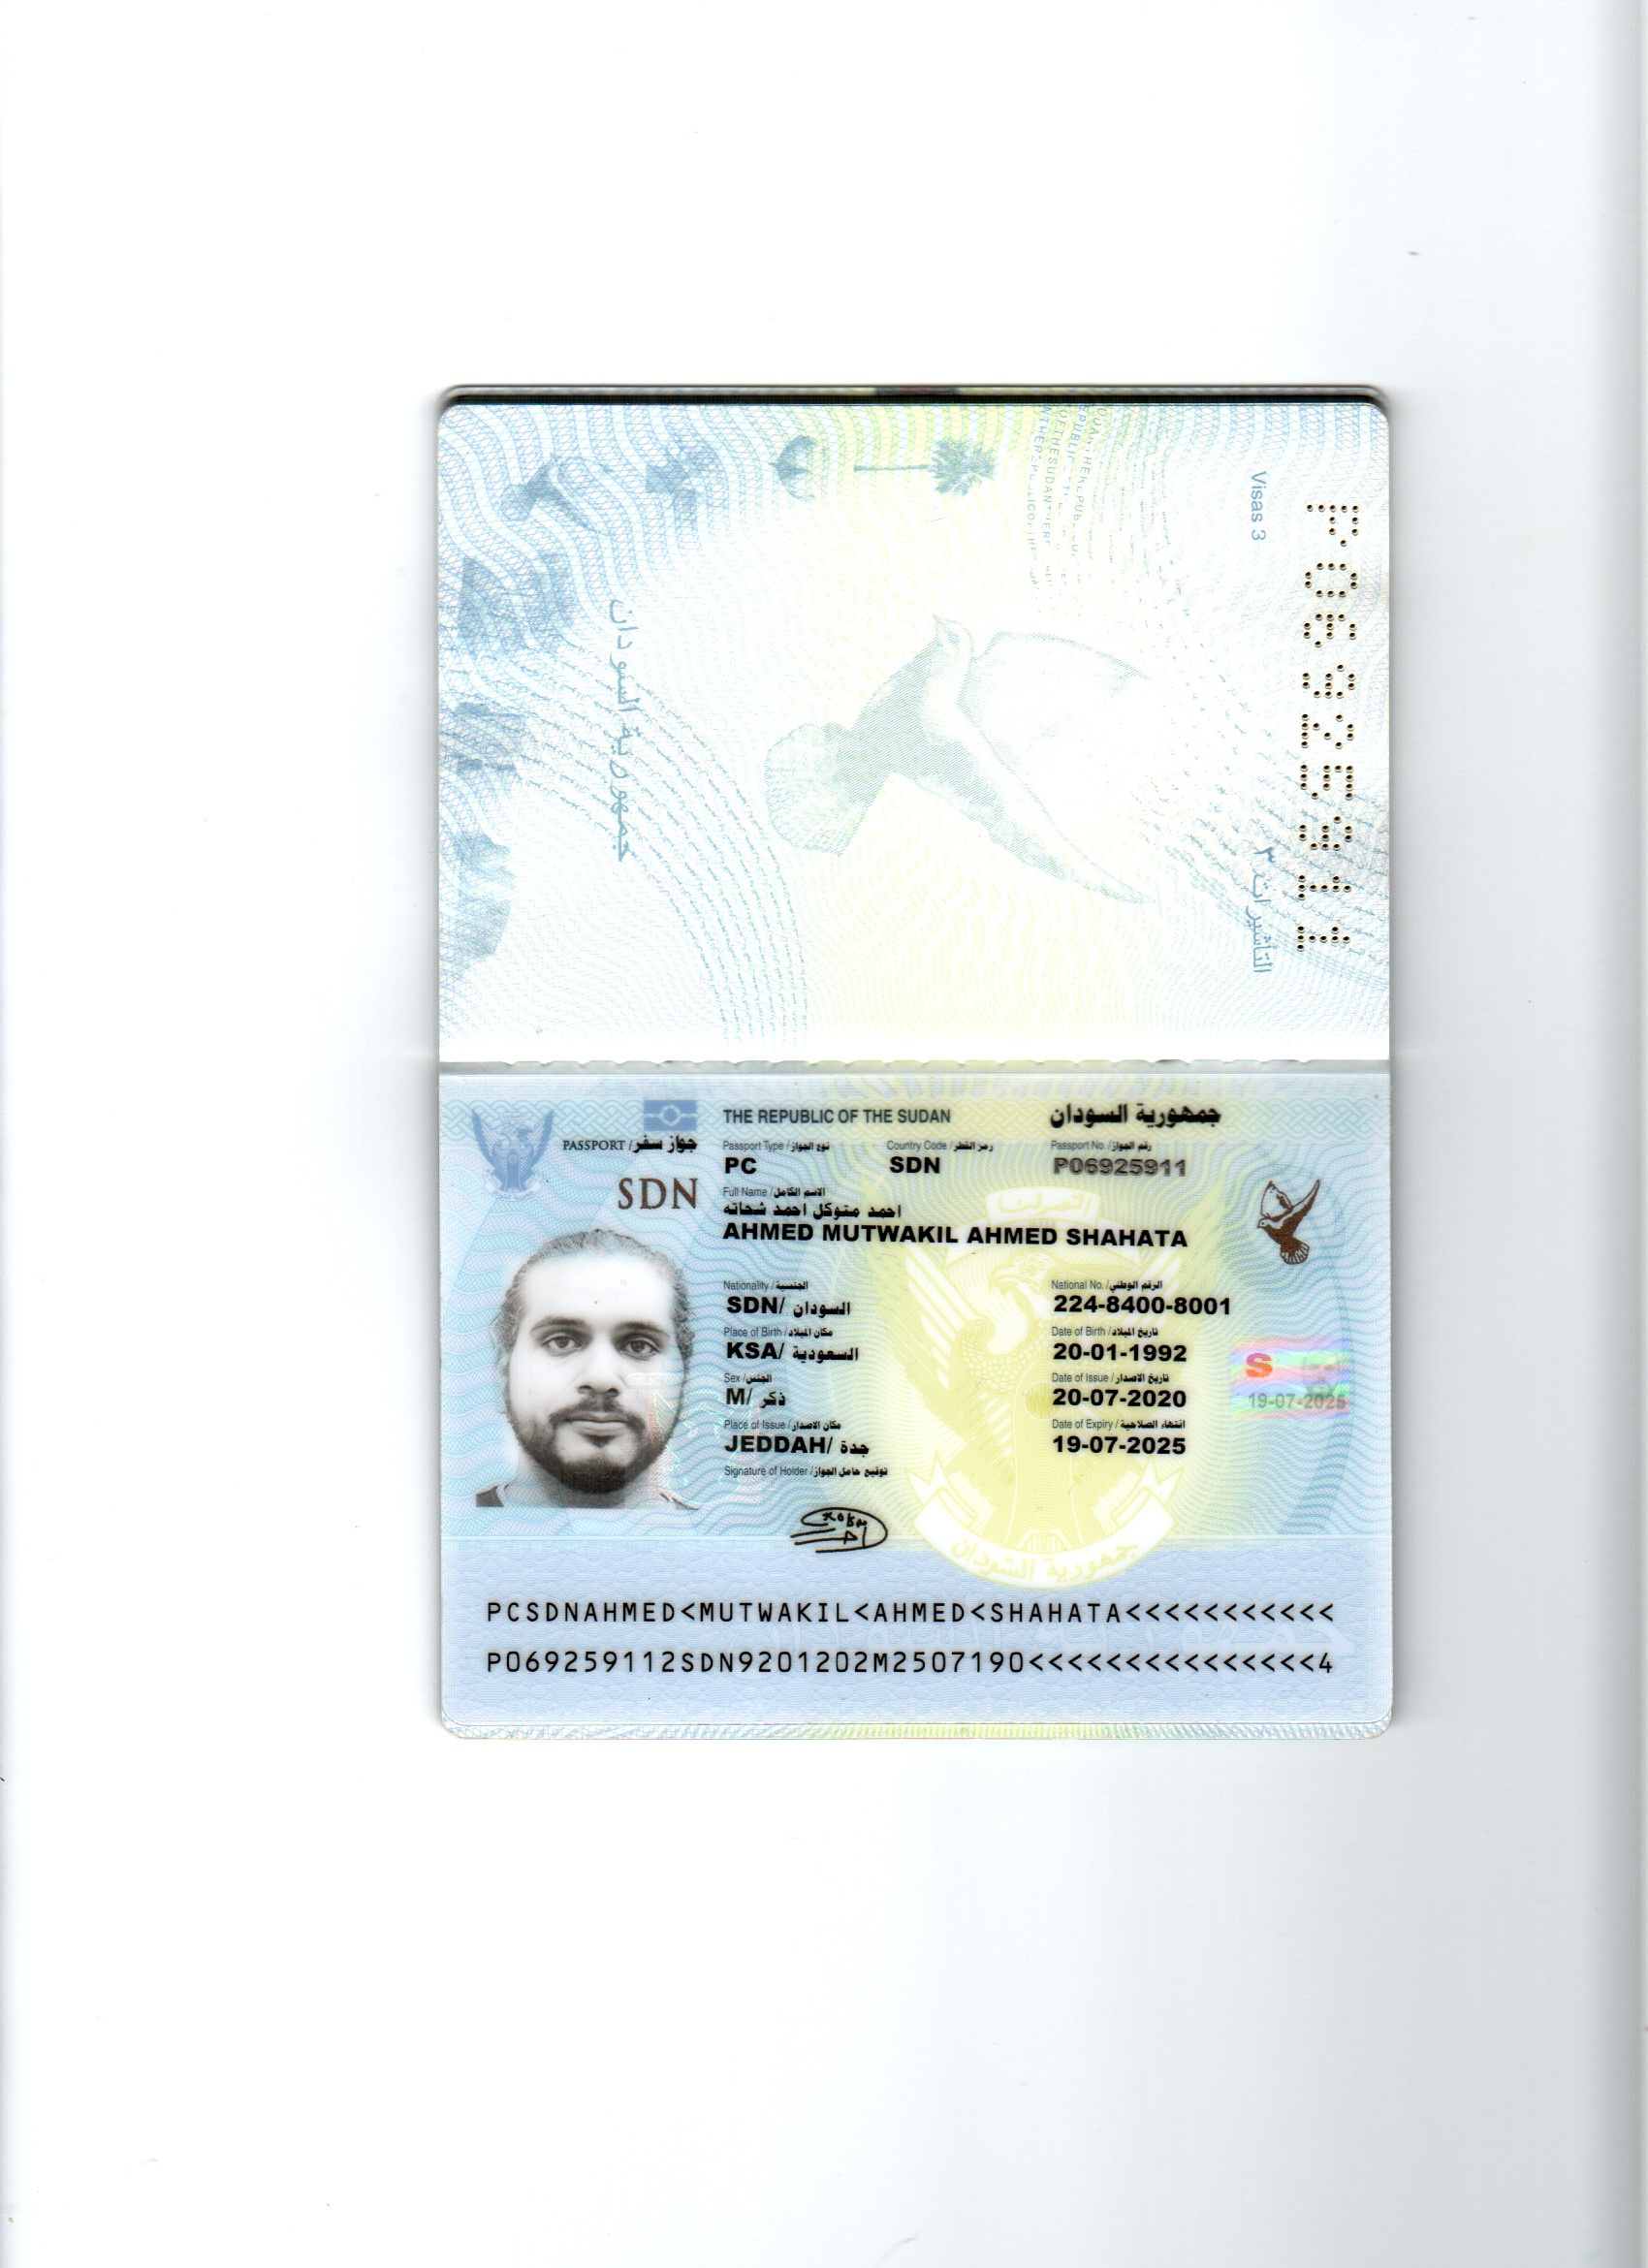 Visas 3
التأشيرات ٣
P06925911
جمهورية السودان
PASSPORT / جواز سفر
SDN
THE REPUBLIC OF THE SUDAN جمهورية السودان
Passport Type / نوع الجواز Country Code / رمز القطر Passport No. / رقم الجواز
PC SDN P06925911
Full Name / الاسم الكامل
احمد متوكل احمد شحاته
AHMED MUTWAKIL AHMED SHAHATA
Nationality / الجنسية National No. / الرقم الوطني
SDN/ السودان 224-8400-8001
Place of Birth / مكان الميلاد Date of Birth / تاريخ الميلاد
KSA/ السعودية 20-01-1992
Sex / الجنس Date of Issue / تاريخ الاصدار
M/ ذكر 20-07-2020
Place of Issue / مكان الاصدار Date of Expiry / انتهاء الصلاحية
JEDDAH/ جدة 19-07-2025
S
19-07-2025
Signature of Holder / توقيع حامل الجواز
جمهورية السودان
PCSDNAHMED<MUTWAKIL<AHMED<SHAHATA<<<<<<<<<<<
P069259112SDN9201202M2507190<<<<<<<<<<<<<<<4